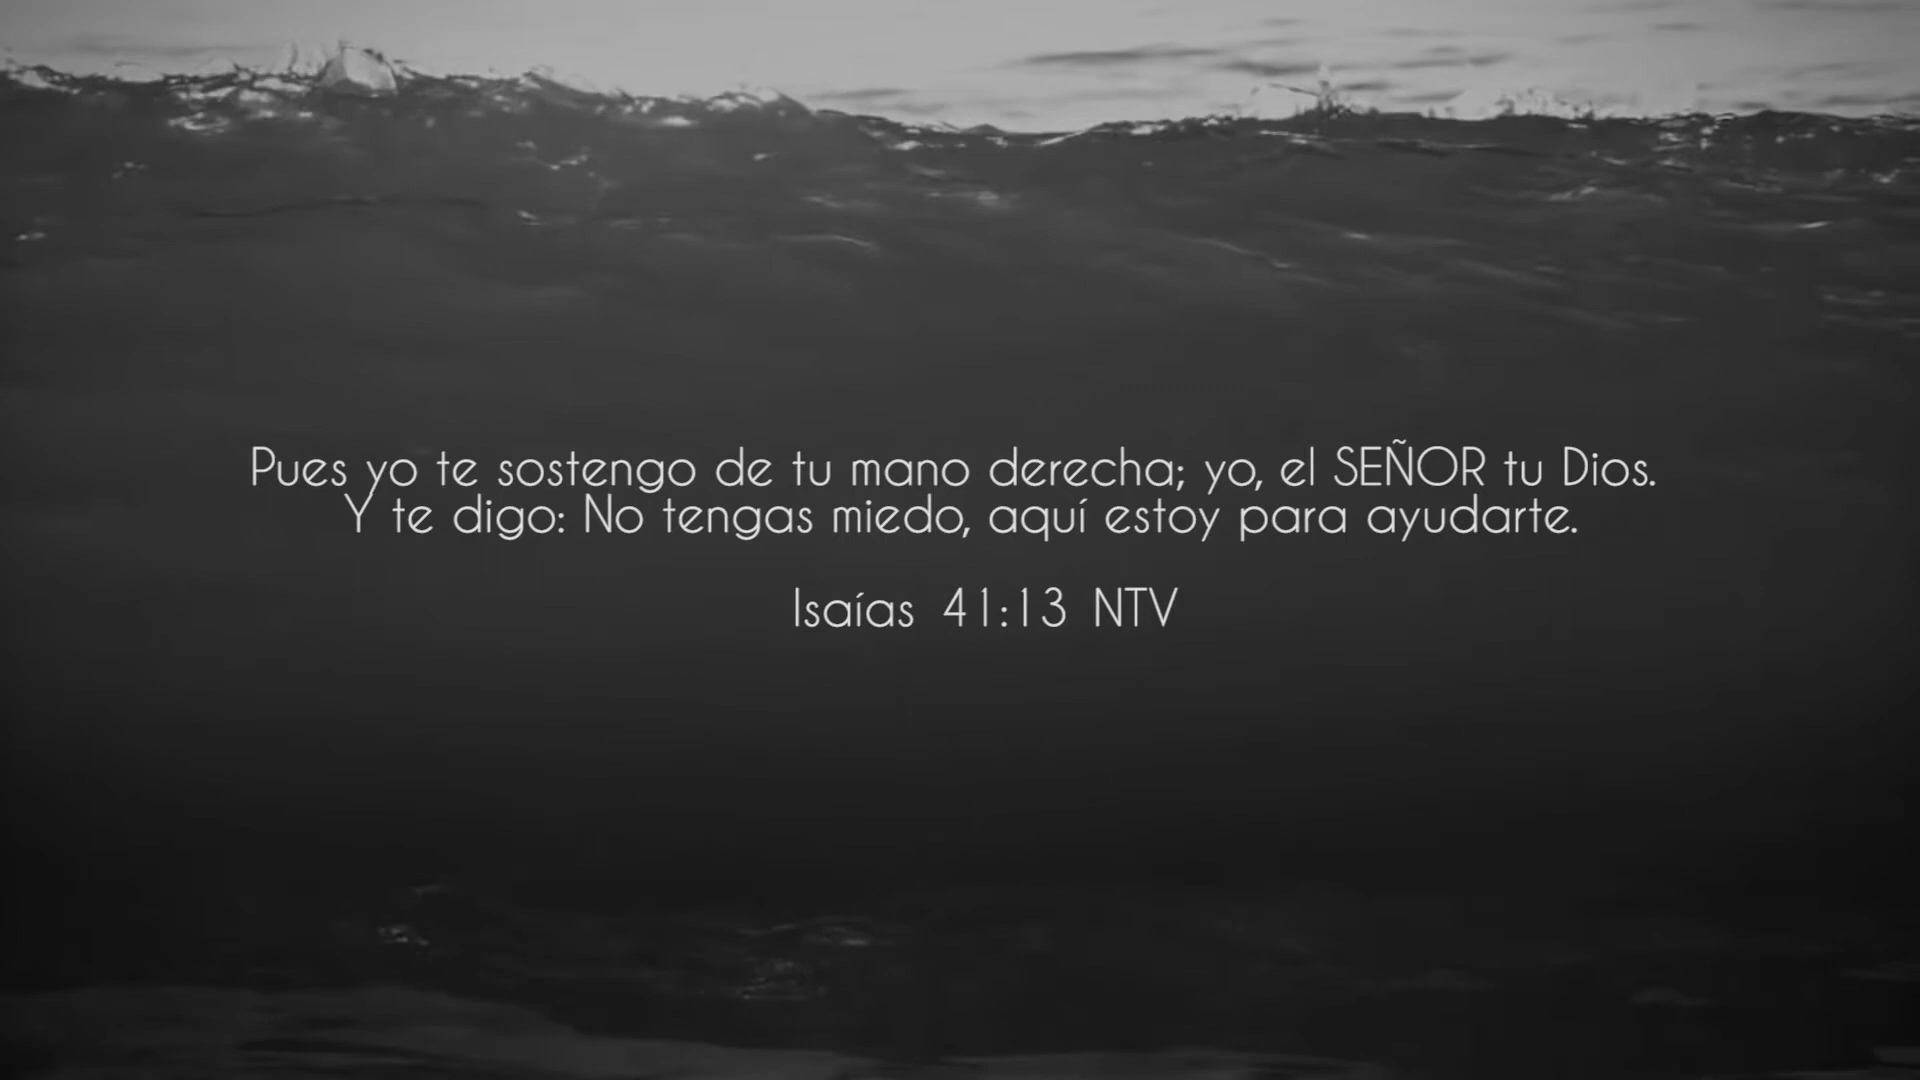 Pues yo te sostengo de tu mano derecha; yo, el SEÑOR tu Dios.
Y te digo: No tengas miedo, aquí estoy para ayudarte.
Isaías 41:13 NTV